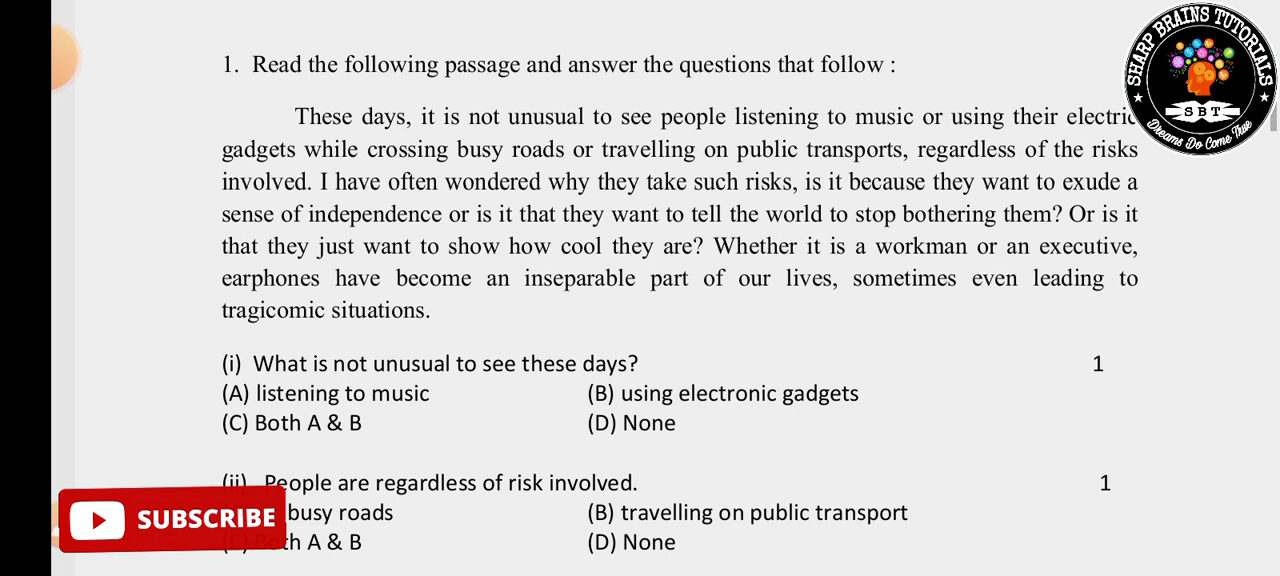 1. Read the following passage and answer the questions that follow :
These days, it is not unusual to see people listening to music or using their electric
gadgets while crossing busy roads or travelling on public transports, regardless of the risks
involved. I have often wondered why they take such risks, is it because they want to exude a
sense of independence or is it that they want to tell the world to stop bothering them? Or is it
that they just want to show how cool they are? Whether it is a workman or an executive,
earphones have become an inseparable part of our lives, sometimes even leading to
tragicomic situations.
(i) What is not unusual to see these days? 1
(A) listening to music (B) using electronic gadgets
(C) Both A & B (D) None
(ii) People are regardless of risk involved. 1
busy roads (B) travelling on public transport
(C) Both A & B (D) None
SUBSCRIBE
SHARP BRAINS TUTORIALS
SBT
Dreams Do Come True